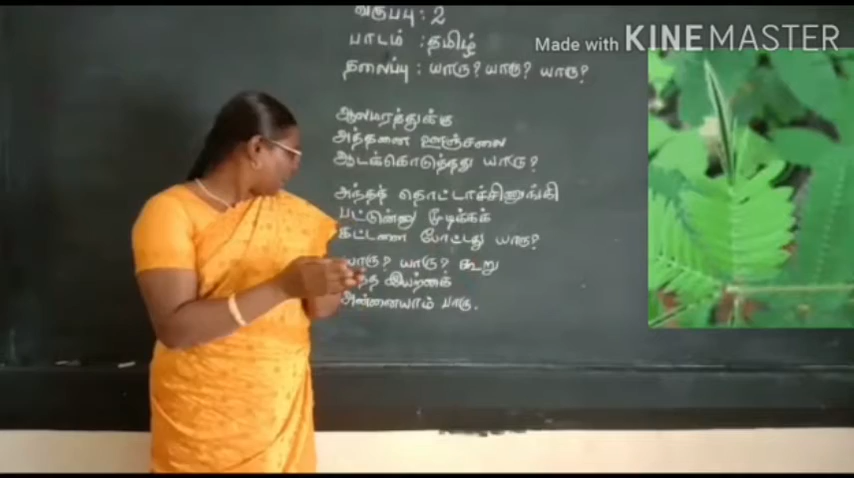 வகுப்பு : 2
பாடம் : தமிழ்
தலைப்பு : யாரு? யாரு? யாரு?
Made with KINEMASTER
ஆலமரத்துக்கு
அத்தனை ஊஞ்சலை
ஆடக்கொடுத்தது யாரு?
அந்தத் தொட்டாச்சிணுங்கி
பட்டுன்னு மூடிக்கக்
கட்டளை போட்டது யாரு?
யாரு? யாரு? கூறு
இயற்கை
அன்னையாம் பாரு.